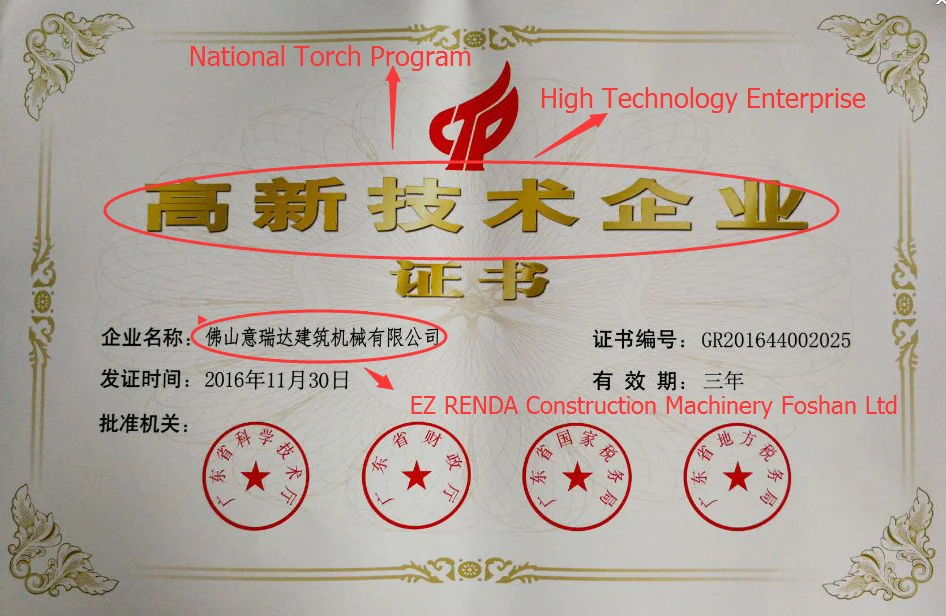 National Torch Program
High Technology Enterprise
高新技术企业
证书
企业名称：佛山意瑞达建筑机械有限公司
证书编号：GR201644002025
发证时间：2016年11月30日
有效期：三年
EZ RENDA Construction Machinery Foshan Ltd
批准机关：
广东省科学技术厅
广东省财政厅
广东省国家税务局
广东省地方税务局